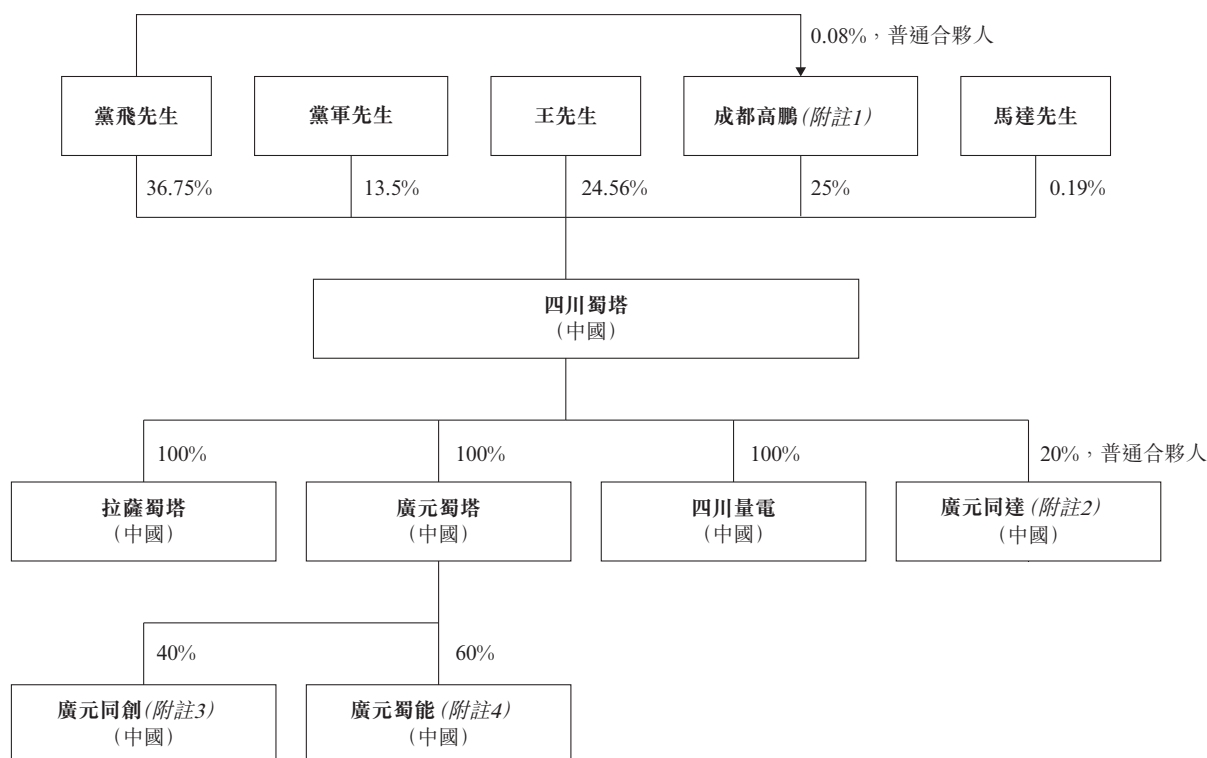 0.08%，普通合夥人
黨飛先生
黨軍先生
王先生
成都高鵬(附註1)
馬達先生
36.75%
13.5%
24.56%
25%
0.19%
四川蜀塔
(中國)
100%
100%
100%
20%，普通合夥人
拉薩蜀塔
(中國)
廣元蜀塔
(中國)
四川量電
(中國)
廣元同達(附註2)
(中國)
40%
60%
廣元同創(附註3)
(中國)
廣元蜀能(附註4)
(中國)